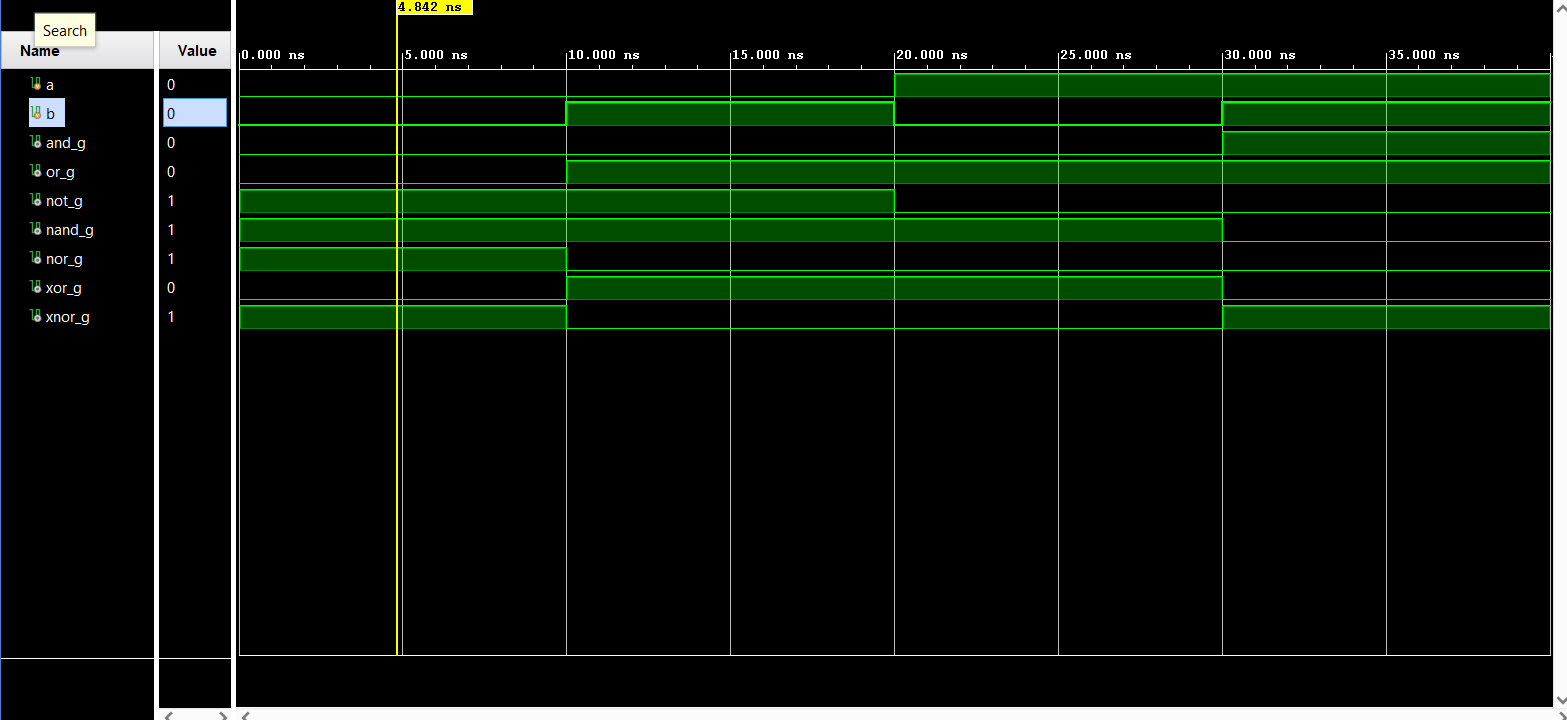 4.842 ns
Search
Name Value
0.000 ns 5.000 ns 10.000 ns 15.000 ns 20.000 ns 25.000 ns 30.000 ns 35.000 ns
a 0
b 0
and_g 0
or_g 0
not_g 1
nand_g 1
nor_g 1
xor_g 0
xnor_g 1